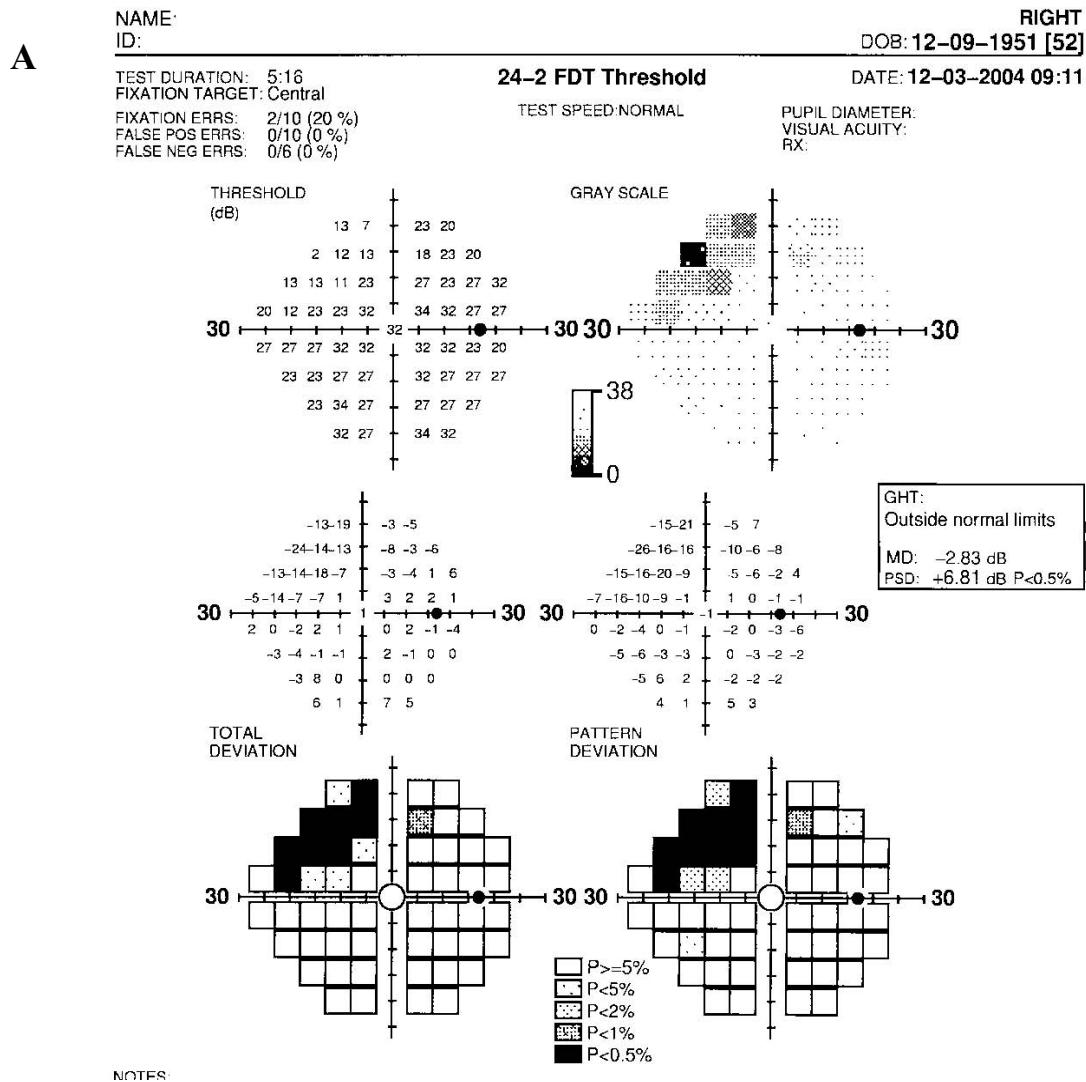 A
NAME:
RIGHT
ID:
DOB: 12-09-1951 [52]
TEST DURATION: 5:16
24-2 FDT Threshold
DATE: 12-03-2004 09:11
FIXATION TARGET: Central
TEST SPEED:NORMAL
FIXATION ERRS: 2/10 (20 %)
FALSE POS ERRS: 0/10 (0 %)
FALSE NEG ERRS: 0/6 (0 %)
PUPIL DIAMETER:
VISUAL ACUITY:
RX:
THRESHOLD
(dB)
GRAY SCALE
13 7 23 20
2 12 13 18 23 20
13 13 11 23 27 23 27 32
20 12 23 23 32 34 32 27 27
30 32 30 30 30
27 27 27 32 32 32 32 23 20
23 23 27 27 32 27 27 27
23 34 27 27 27 27
32 27 34 32
38
0
GHT:
Outside normal limits
MD: -2.83 dB
PSD: +6.81 dB P<0.5%
-13 -19 -3 -5
-24 -14 -13 -8 -3 -6
-13 -14 -18 -7 -3 -4 1 6
-5 -14 -7 -7 1 3 2 2 1
30 1 30
2 0 -2 2 1 0 2 -1 -4
-3 -4 -1 -1 2 -1 0 0
-3 8 0 0 0 0
6 1 7 5
-15 -21 -5 7
-26 -16 -16 -10 -6 -8
-15 -16 -20 -9 -5 -6 -2 4
-7 -16 -10 -9 -1 1 0 -1 -1
30 -1 30
0 -2 -4 0 -1 -2 0 -3 -6
-5 -6 -3 -3 0 -3 -2 -2
-5 6 2 -2 -2 -2
4 1 5 3
TOTAL
DEVIATION
PATTERN
DEVIATION
30 30 30 30
P>=5%
P<5%
P<2%
P<1%
P<0.5%
NOTES: